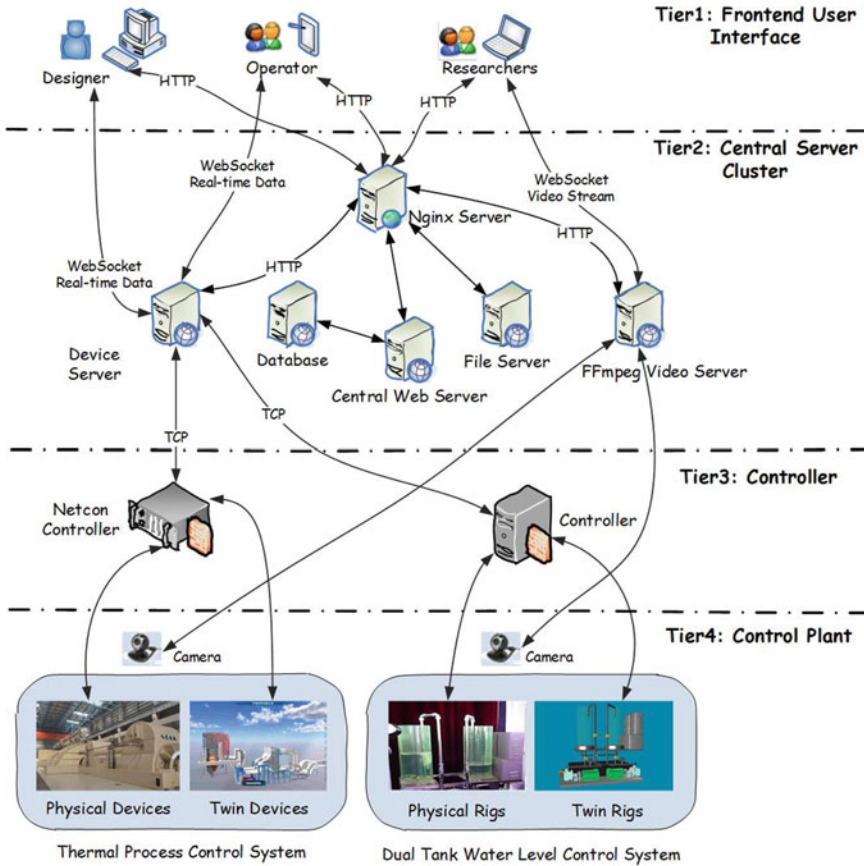 Tier1: Frontend User
Interface
Designer
Operator
Researchers
HTTP
HTTP
HTTP
Tier2: Central Server
Cluster
WebSocket
Real-time Data
WebSocket
Video Stream
Nginx Server
HTTP
WebSocket
Real-time Data
HTTP
Device
Server
Database
Central Web Server
File Server
FFmpeg Video Server
TCP
TCP
Tier3: Controller
Netcon
Controller
Controller
Tier4: Control Plant
Camera
Camera
Physical Devices
Twin Devices
Physical Rigs
Twin Rigs
Thermal Process Control System
Dual Tank Water Level Control System